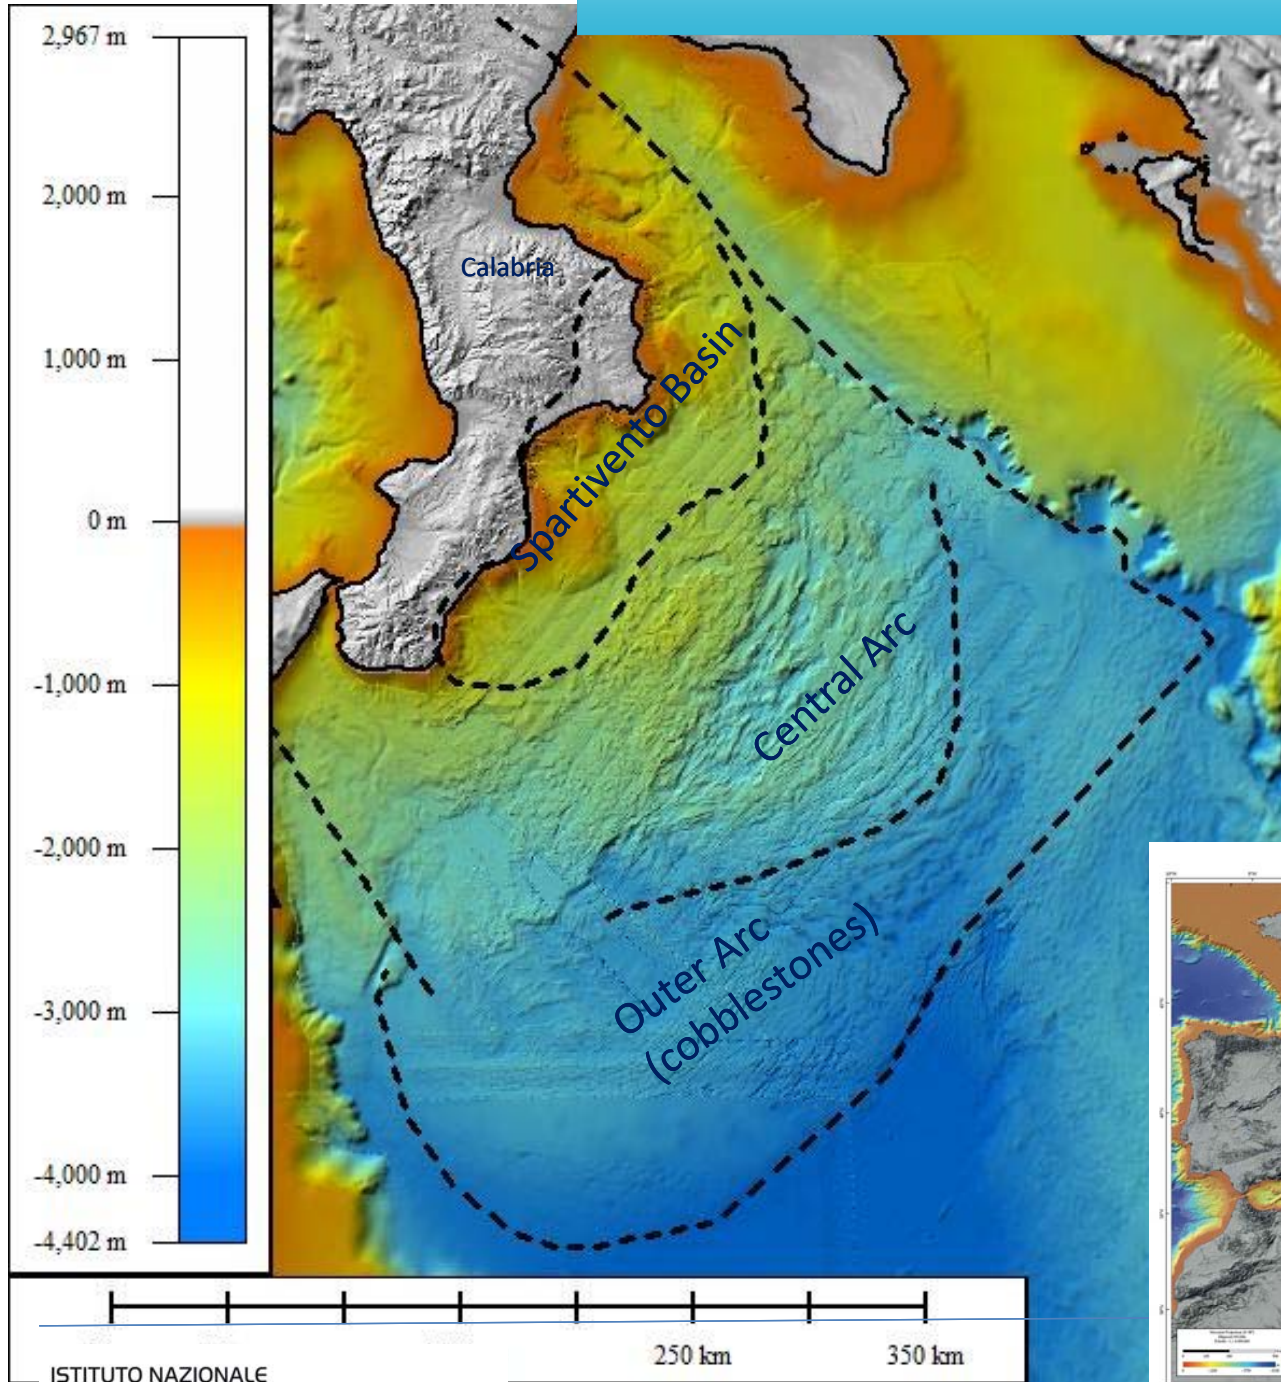 2,967 m
2,000 m
1,000 m
0 m
-1,000 m
-2,000 m
-3,000 m
-4,000 m
-4,402 m
Calabria
Spartivento Basin
Central Arc
Outer Arc
(cobblestones)
250 km
350 km
ISTITUTO NAZIONALE